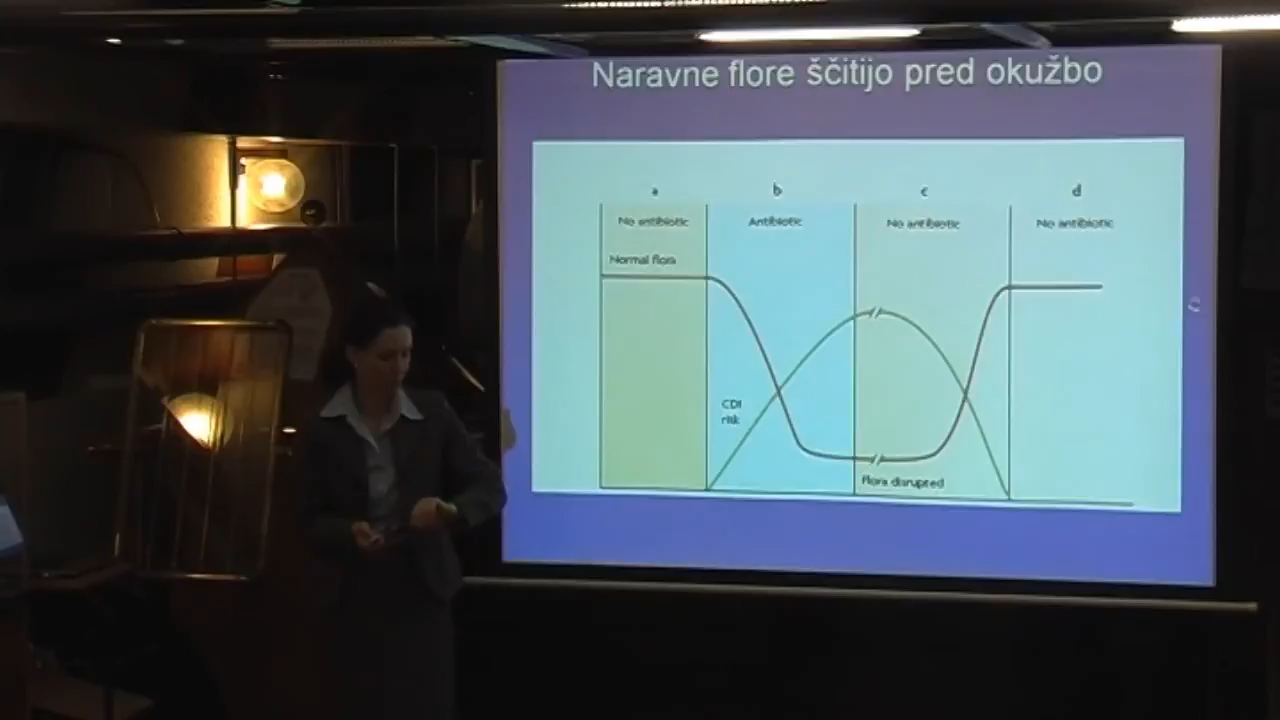 Naravne flore ščitijo pred okužbo
a b c d
No antibiotic Antibiotic No antibiotic No antibiotic
Normal flora
CDI
risk
Flora disrupted